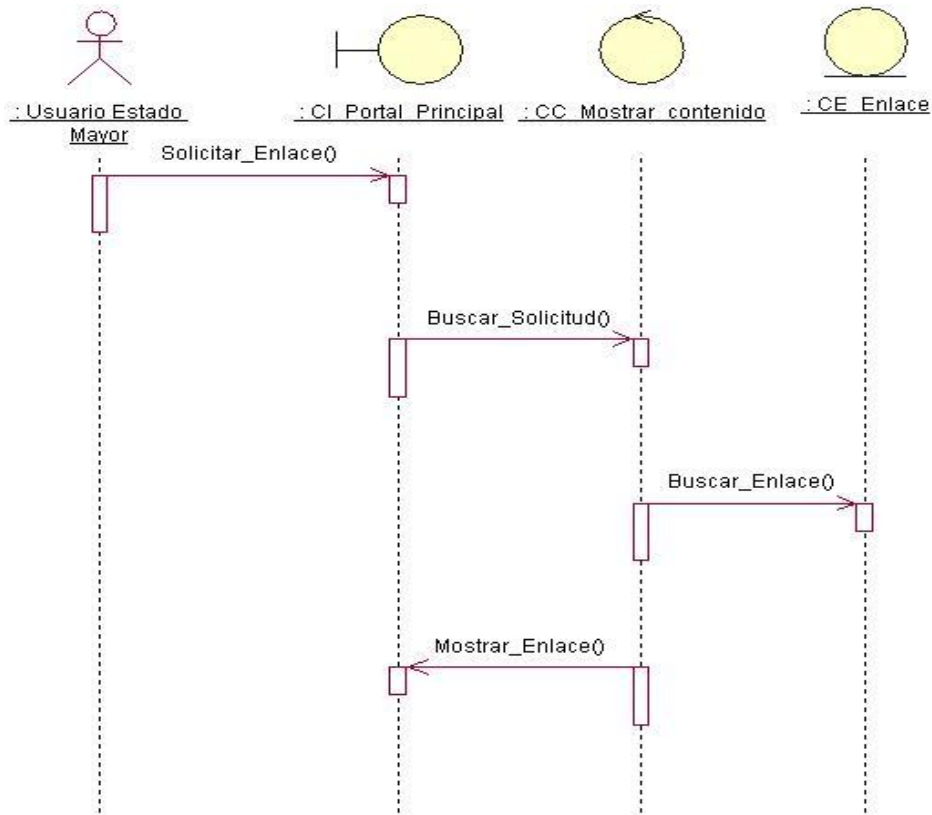 : Usuario Estado
Mayor
: CI_Portal_Principal
: CC_Mostrar_contenido
: CE_Enlace
Solicitar_Enlace()
Buscar_Solicitud()
Buscar_Enlace()
Mostrar_Enlace()